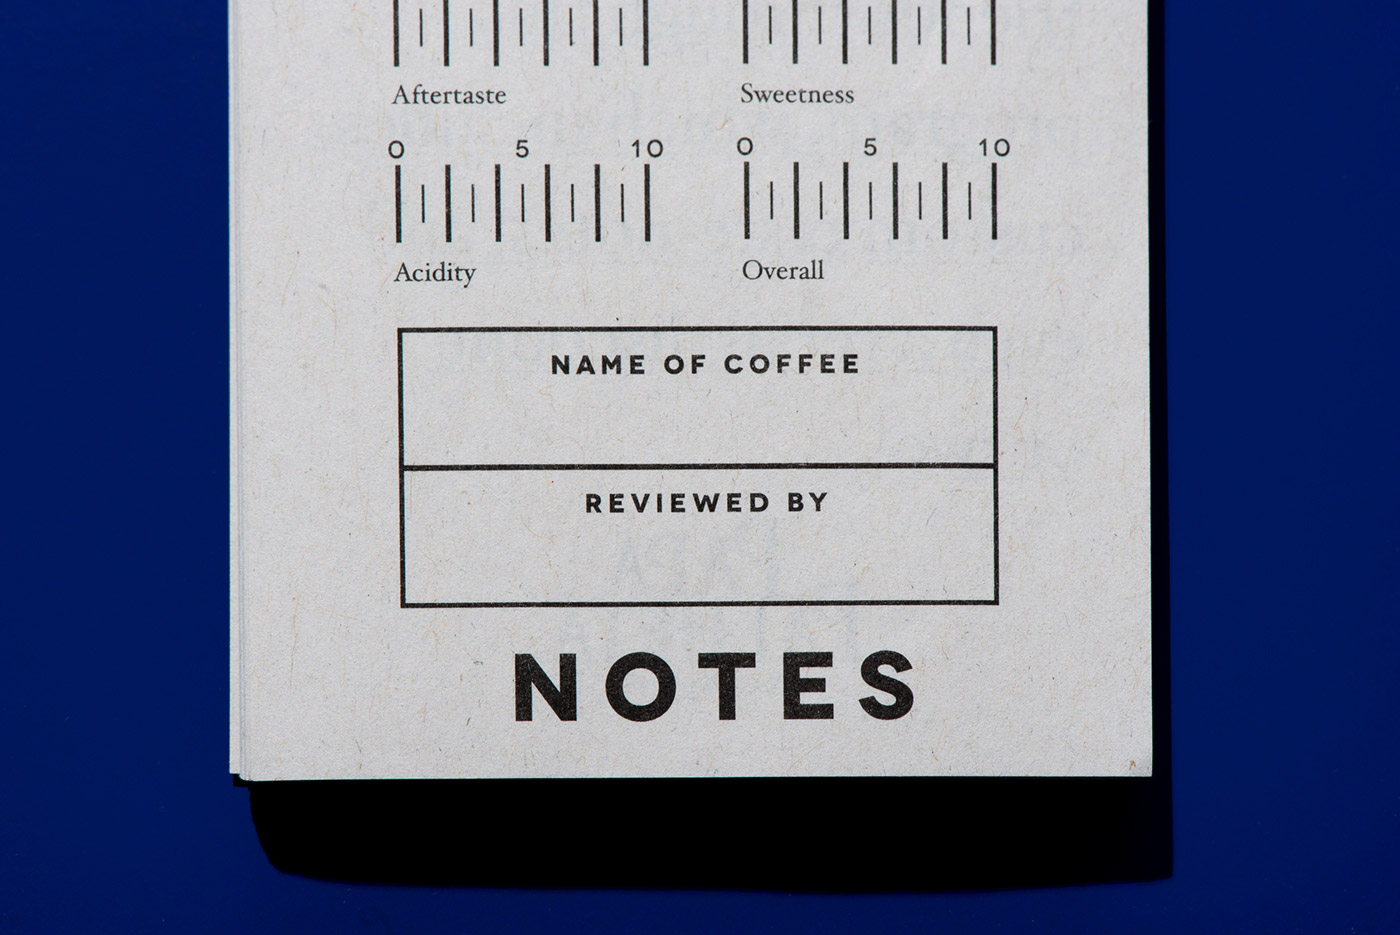 Aftertaste Sweetness
0 5 10 0 5 10
Acidity Overall
NAME OF COFFEE
REVIEWED BY
NOTES